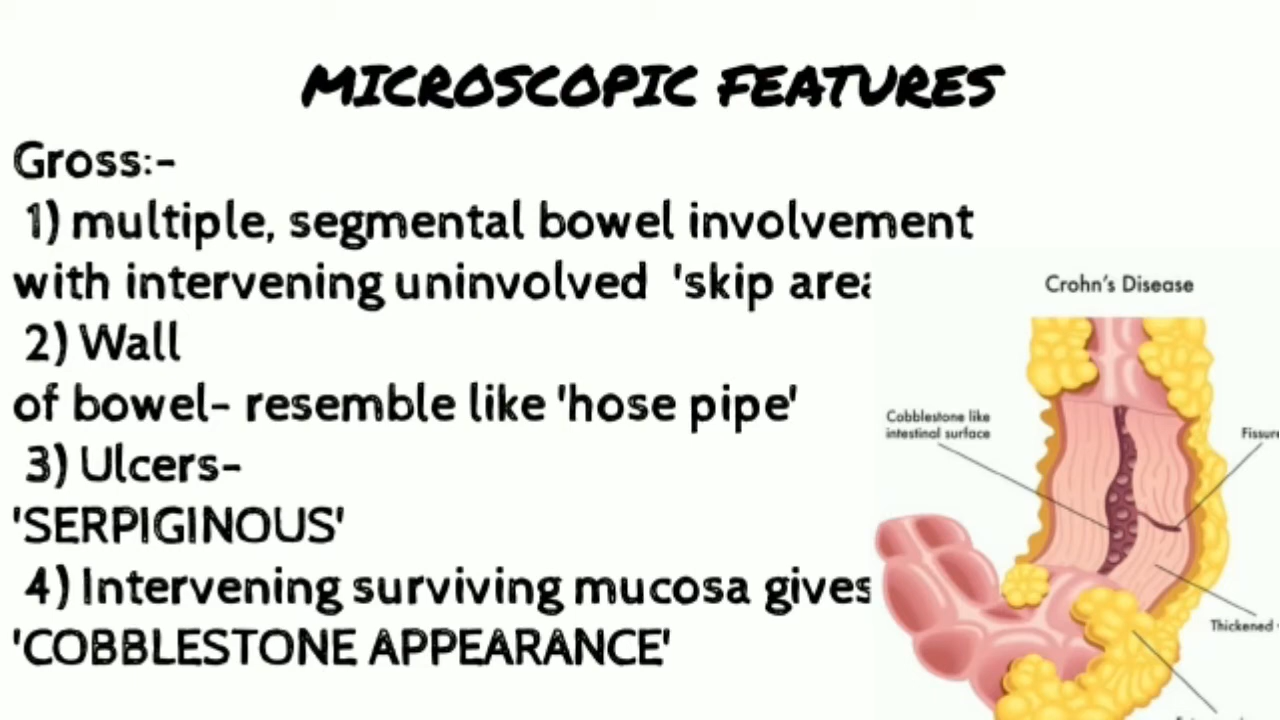 MICROSCOPIC FEATURES
Gross:-
1) multiple, segmental bowel involvement
with intervening uninvolved 'skip
2) Wall
of bowel- resemble like 'hose pipe'
3) Ulcers-
'SERPIGINOUS'
4) Intervening surviving mucosa gives
'COBBLESTONE APPEARANCE'
Crohn's Disease
Cobblestone like
intestinal surface
Fissure
Thickened